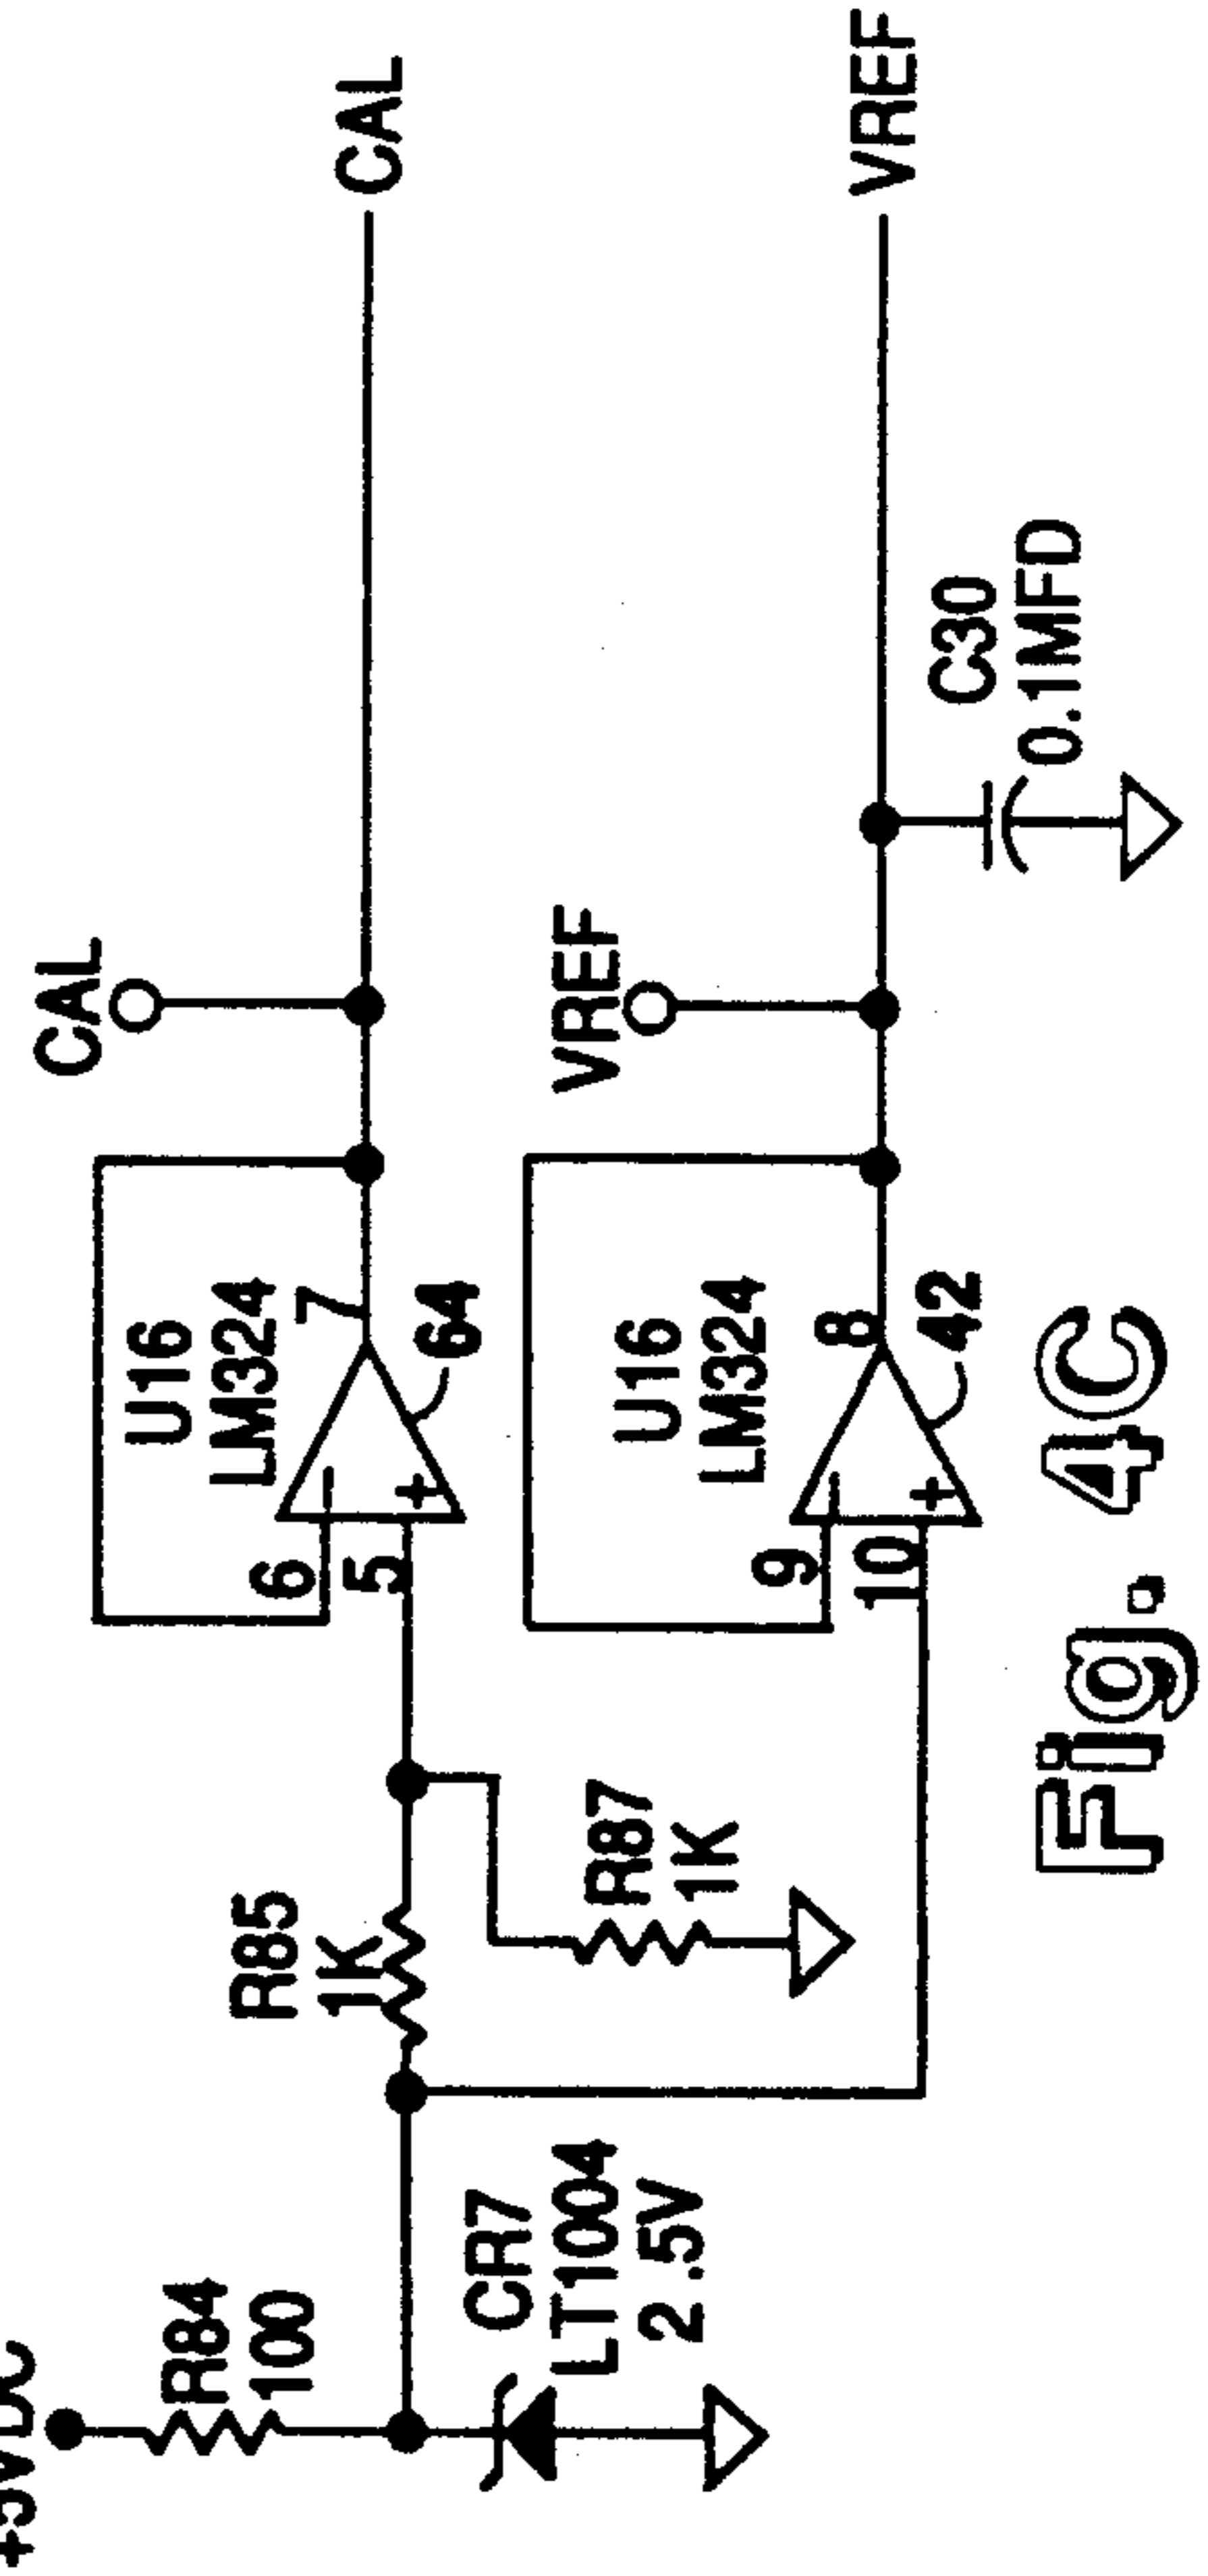 +5VDC
R84
100
CR7
LT1004
2.5V
R85
1K
R87
1K
6
5
U16
LM324
7
64
CAL
CAL
9
10
U16
LM324
8
42
VREF
VREF
C30
0.1MFD
Fig. 4C